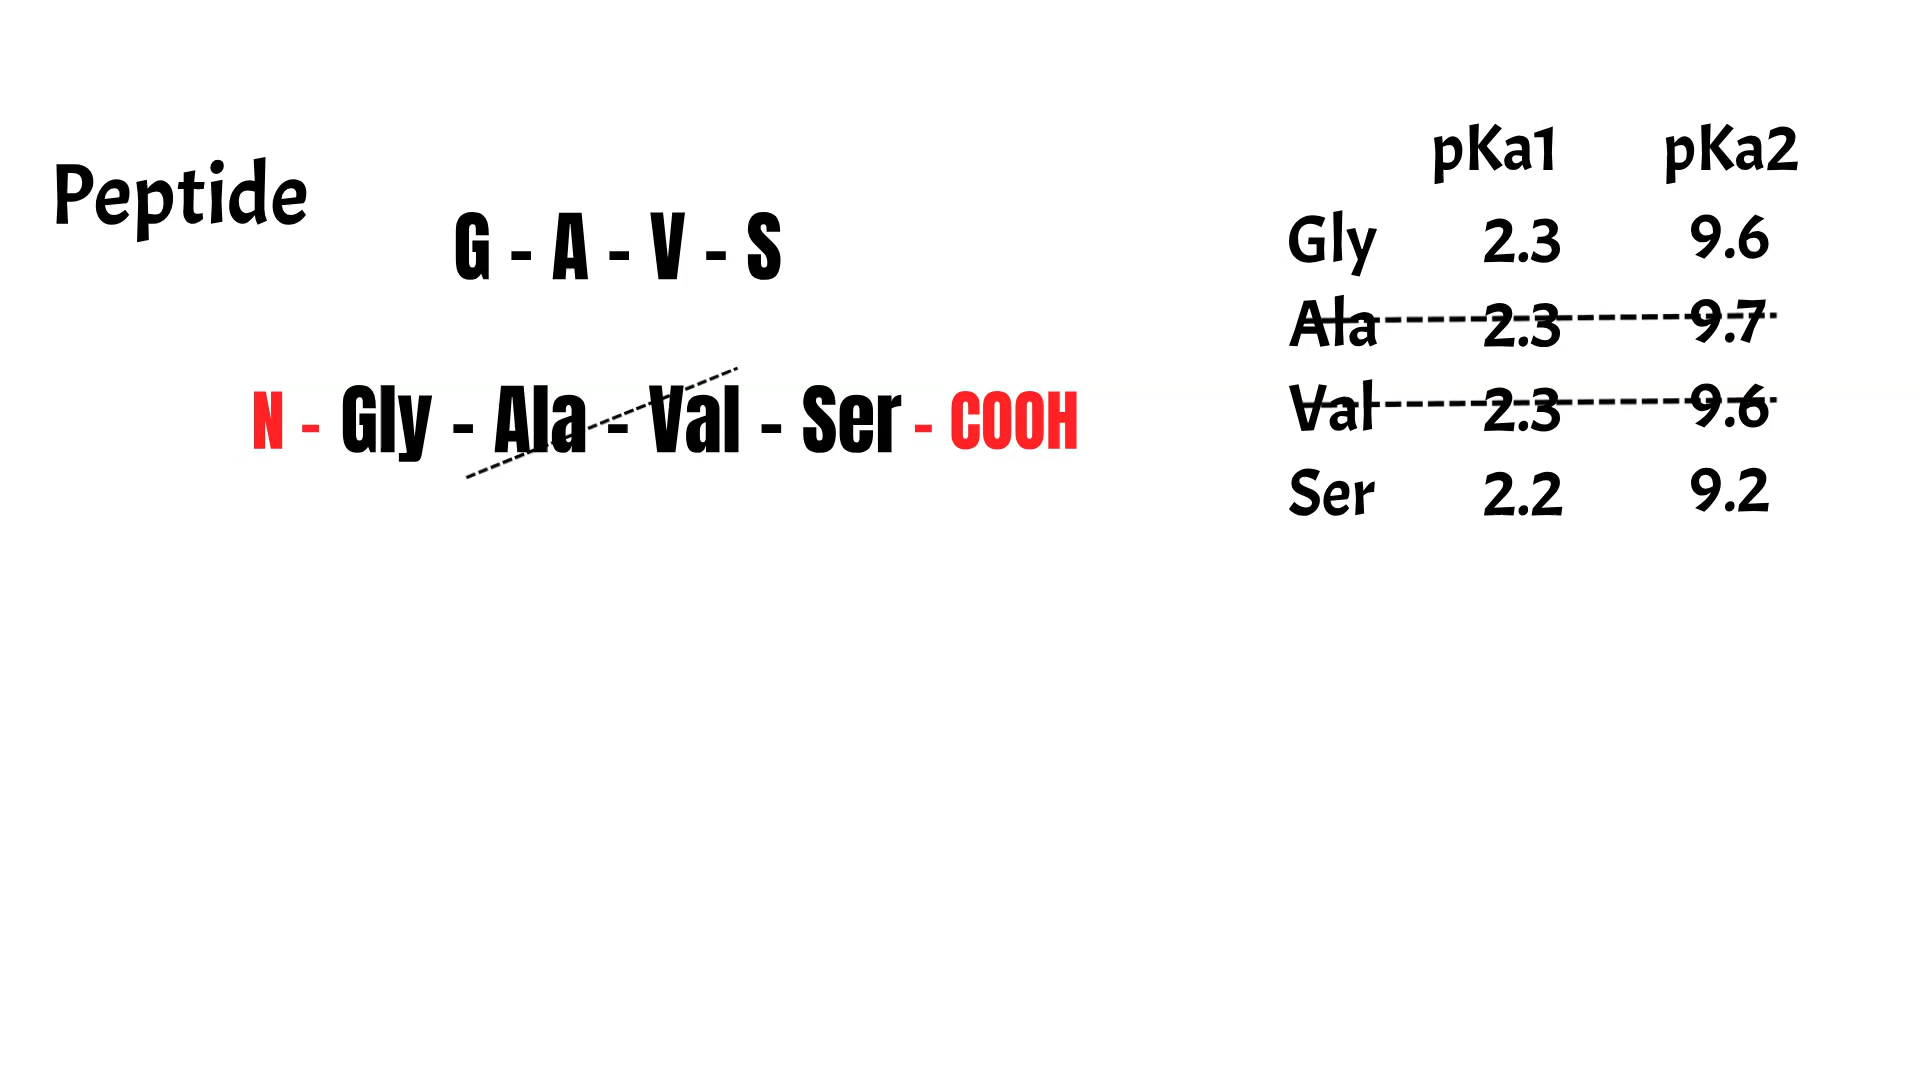 Peptide
G - A - V - S
N - Gly - Ala - Val - Ser - COOH
pKa1 pKa2
Gly 2.3 9.6
Ala 2.3 9.7
Val 2.3 9.6
Ser 2.2 9.2